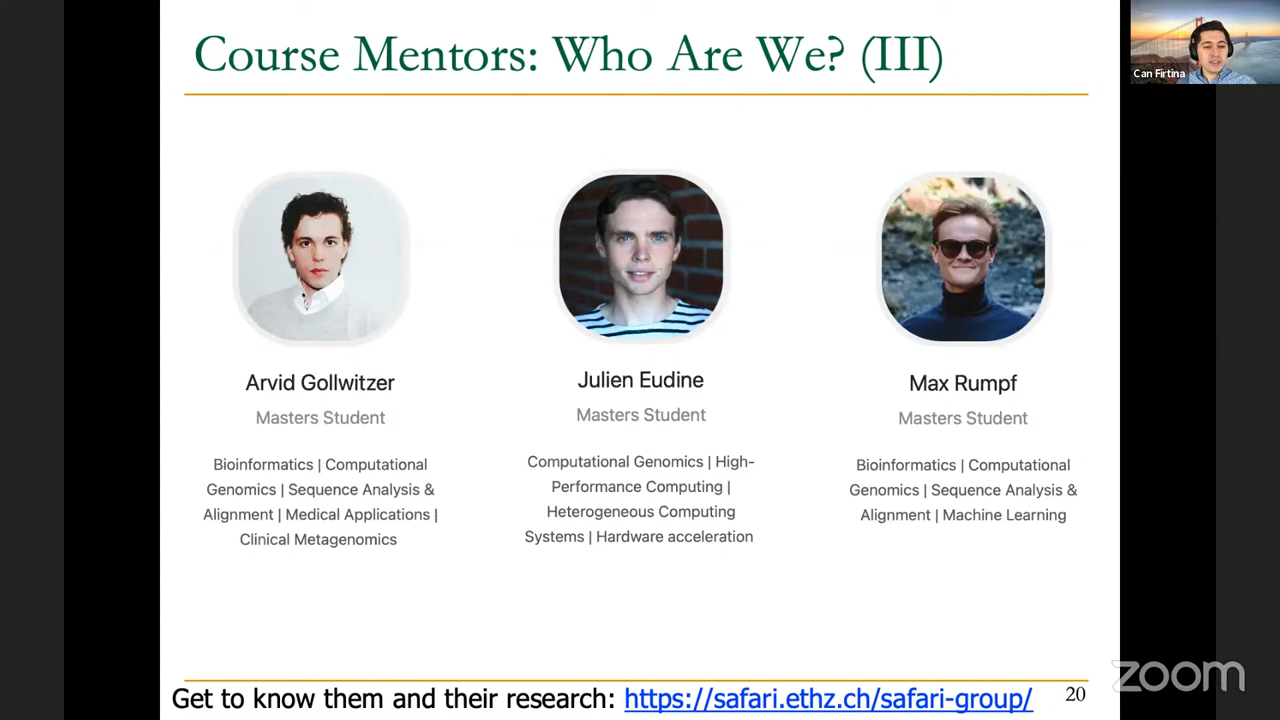 Course Mentors: Who Are We? (III)
Can Firtina
Arvid Gollwitzer
Masters Student
Bioinformatics | Computational
Genomics | Sequence Analysis &
Alignment | Medical Applications |
Clinical Metagenomics
Julien Eudine
Masters Student
Computational Genomics | High-
Performance Computing |
Heterogeneous Computing
Systems | Hardware acceleration
Max Rumpf
Masters Student
Bioinformatics | Computational
Genomics | Sequence Analysis &
Alignment | Machine Learning
Get to know them and their research: https://safari.ethz.ch/safari-group/
20
zoom